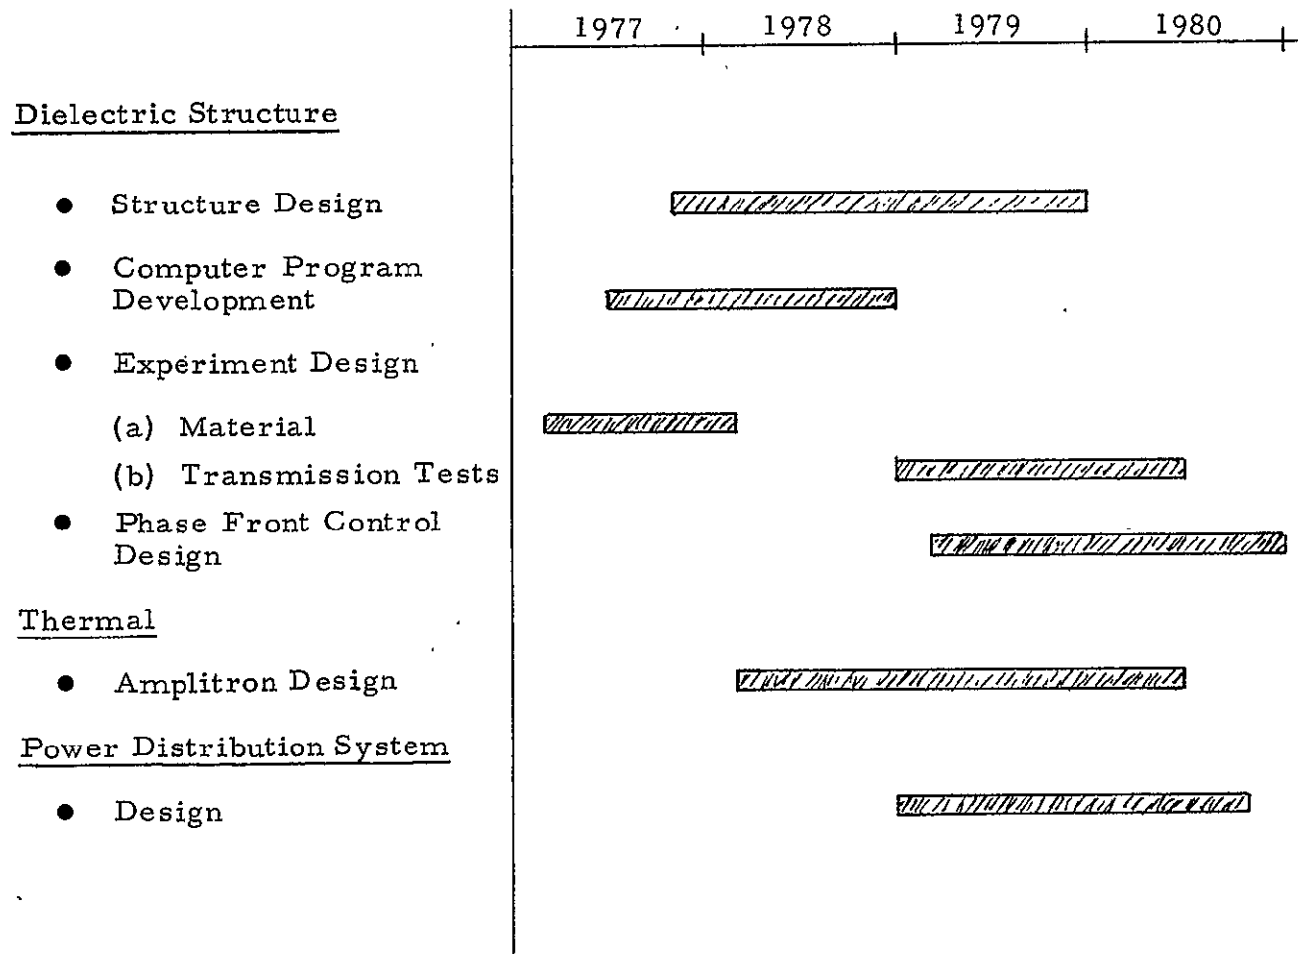 1977 1978 1979 1980
Dielectric Structure
● Structure Design
● Computer Program
Development
● Experiment Design
(a) Material
(b) Transmission Tests
● Phase Front Control
Design
Thermal
● Amplitron Design
Power Distribution System
● Design